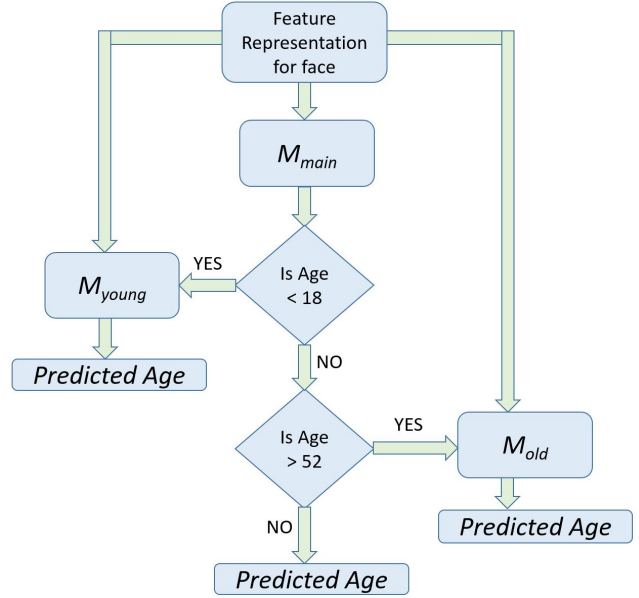 Feature
Representation
for face
M_main
Is Age
< 18
YES
M_young
Predicted Age
NO
Is Age
> 52
YES
M_old
Predicted Age
NO
Predicted Age